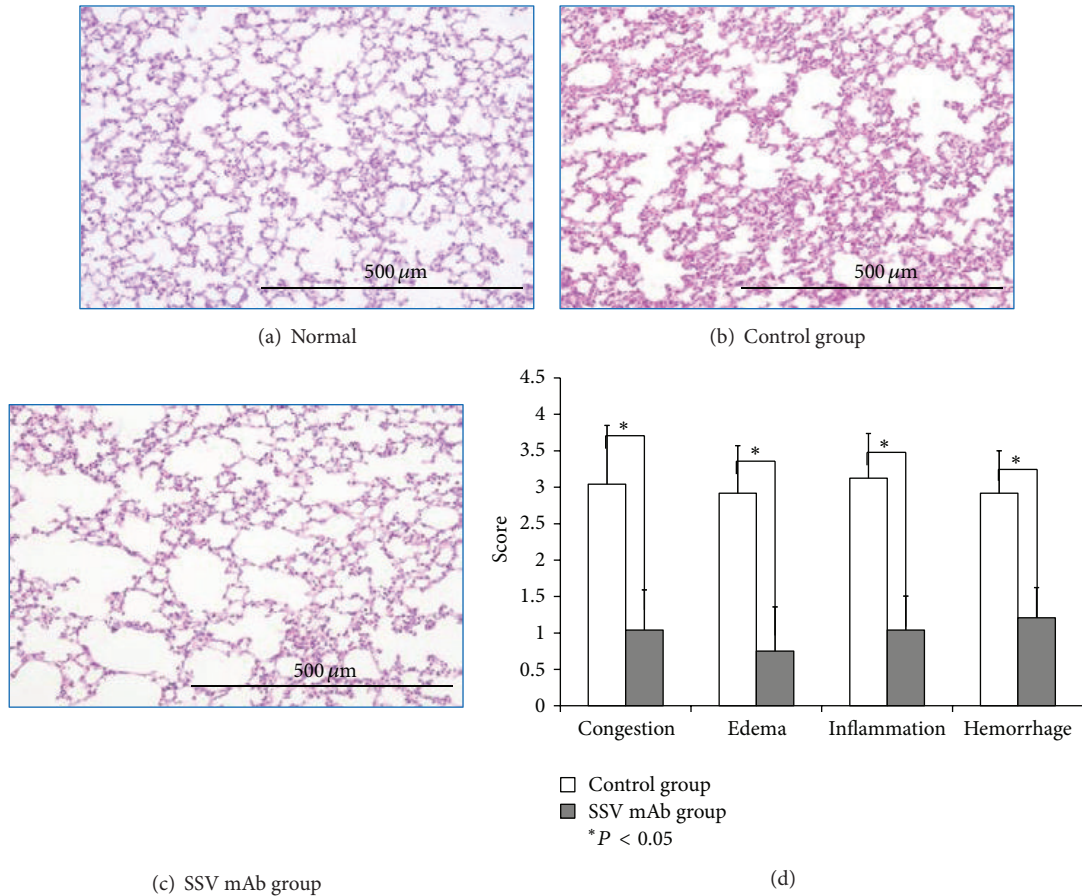 500 μm
500 μm
(a) Normal
(b) Control group
500 μm
(c) SSV mAb group
4.5
4
3.5
3
2.5
2
1.5
1
0.5
0
Score
*
*
*
*
Congestion Edema Inflammation Hemorrhage
Control group
SSV mAb group
*P < 0.05
(d)